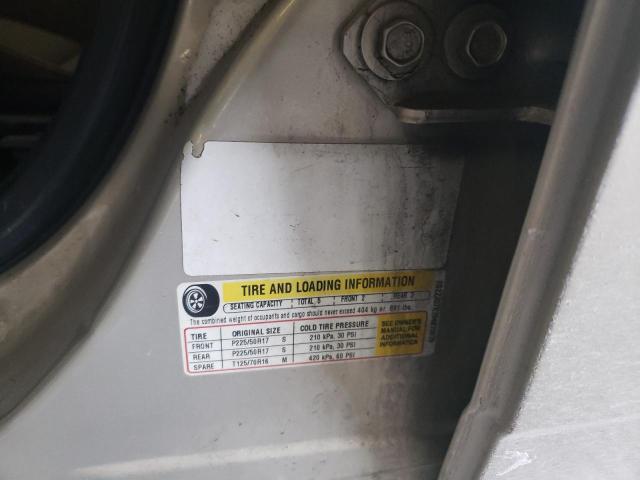 TIRE AND LOADING INFORMATION
SEATING CAPACITY TOTAL 5 FRONT 2 REAR 3
The combined weight of occupants and cargo should never exceed 404 kg or 891 lbs.
TIRE ORIGINAL SIZE COLD TIRE PRESSURE
FRONT P225/50R17 S 210 kPa, 30 PSI
REAR P225/50R17 S 210 kPa, 30 PSI
SPARE T125/70R16 M 420 kPa, 60 PSI
SEE OWNER'S
MANUAL FOR
ADDITIONAL
INFORMATION